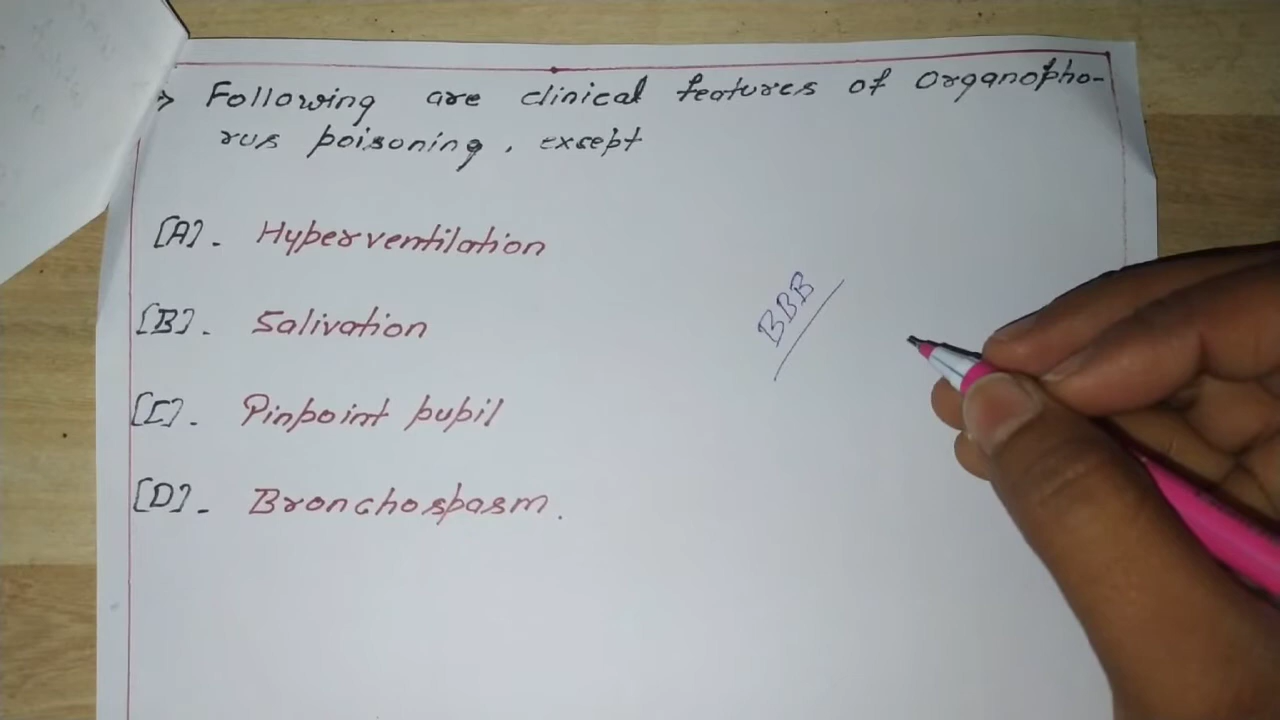 > Following are clinical features of Organopho-
rus poisoning, except
[A]. Hyperventilation
[B]. Salivation
[C]. Pinpoint pupil
[D]. Bronchospasm.
BBB